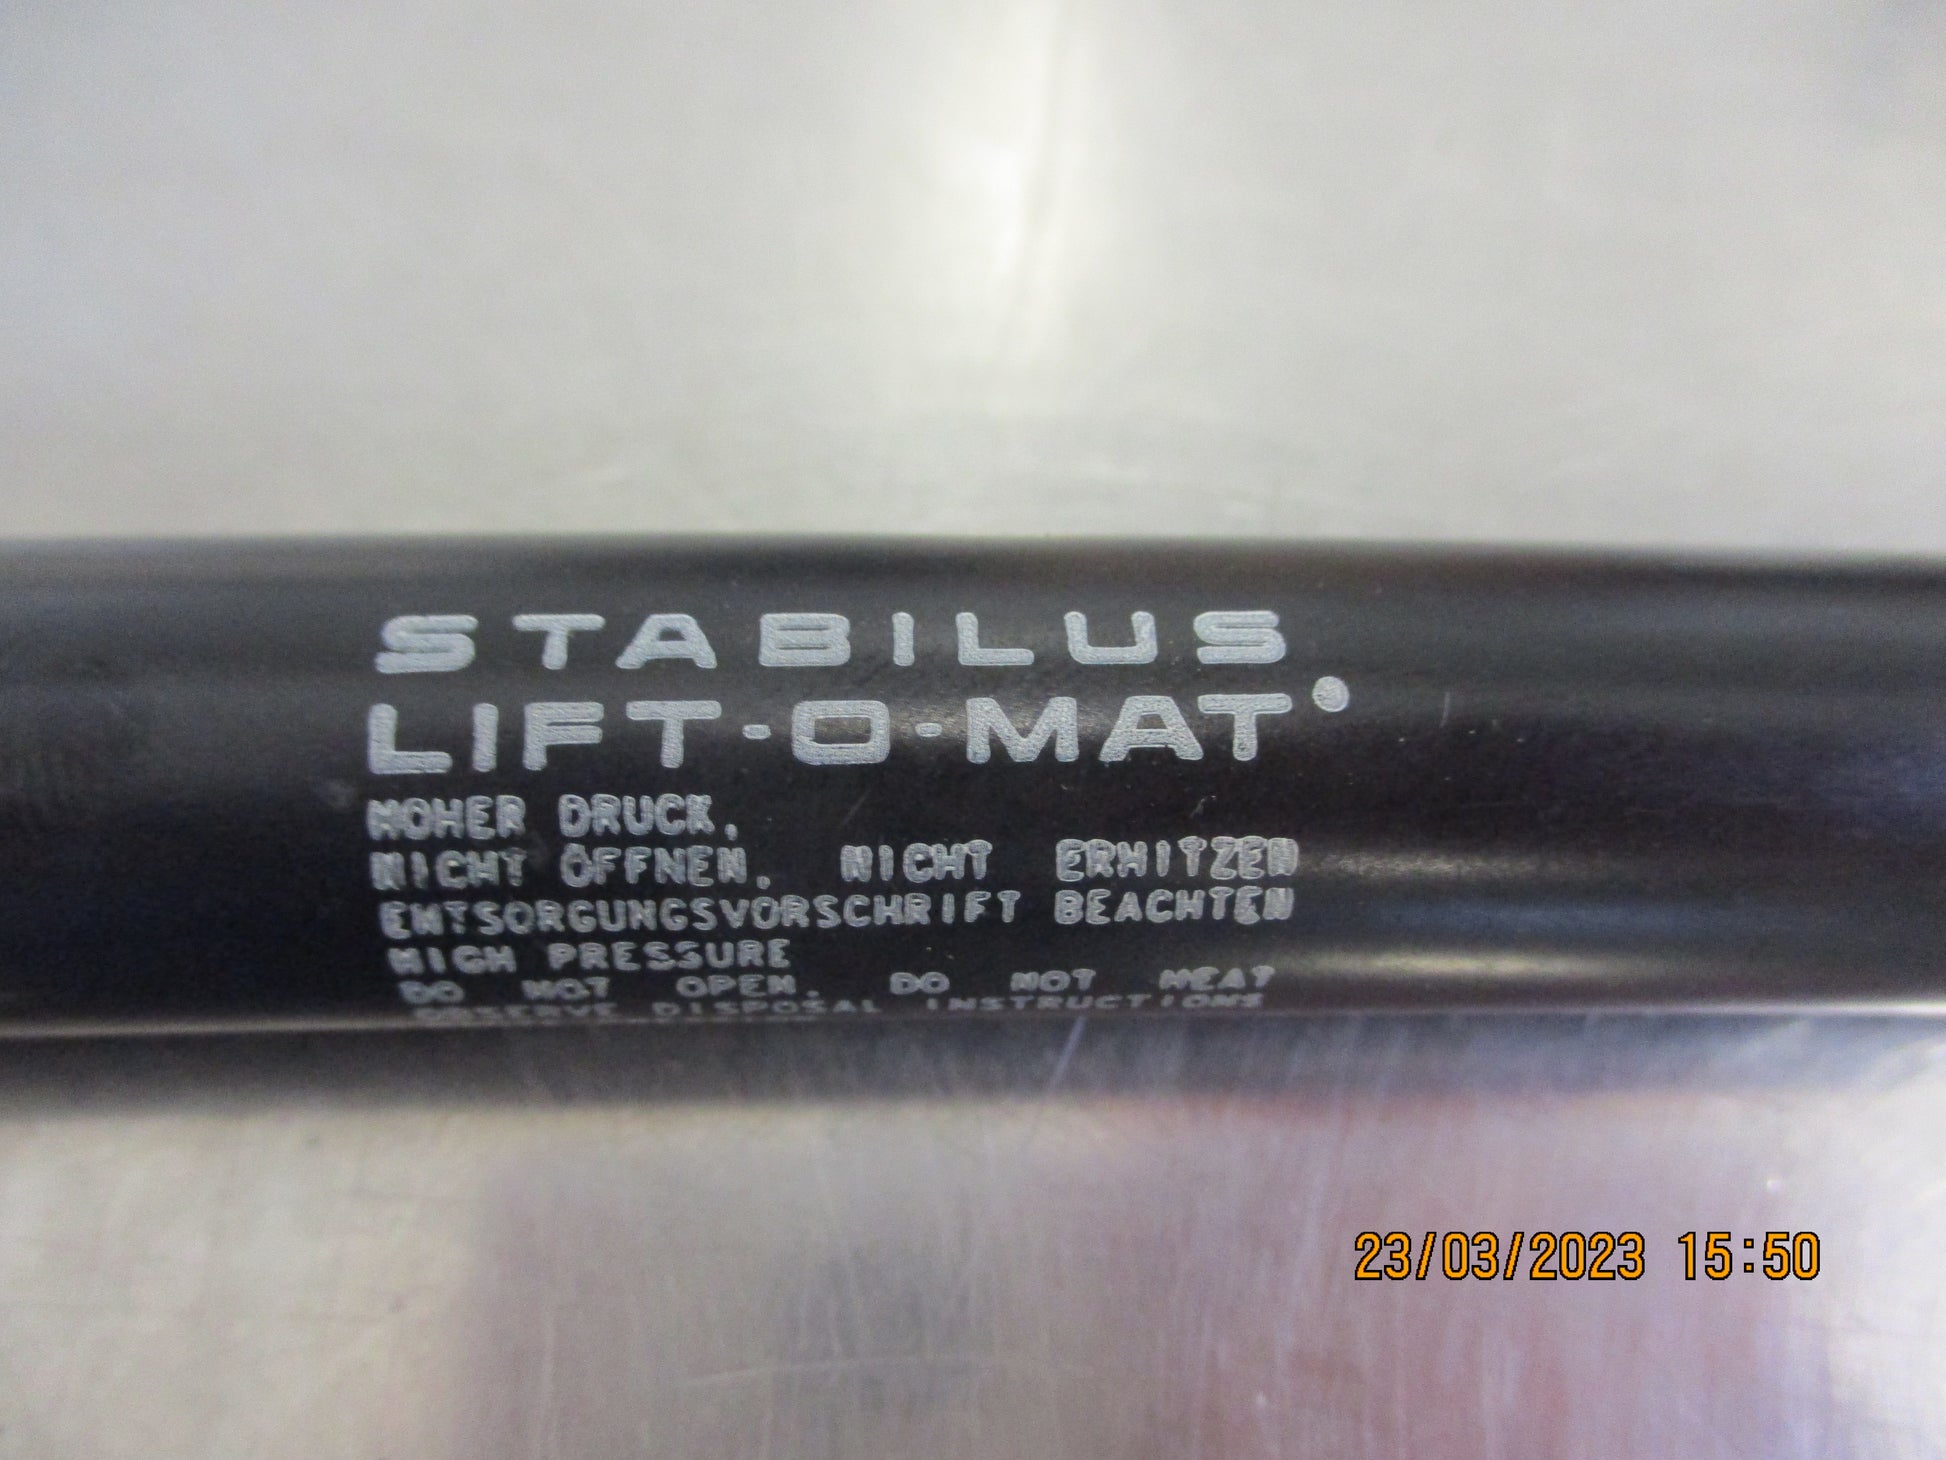 STABILUS
LIFT-O-MAT
HOHER DRUCK.
NICHT ÖFFNEN. NICHT ERHITZEN
ENTSORGUNGSVORSCHRIFT BEACHTEN
HIGH PRESSURE
DO NOT OPEN. DO NOT HEAT
OBSERVE DISPOSAL INSTRUCTIONS
23/03/2023 15:50